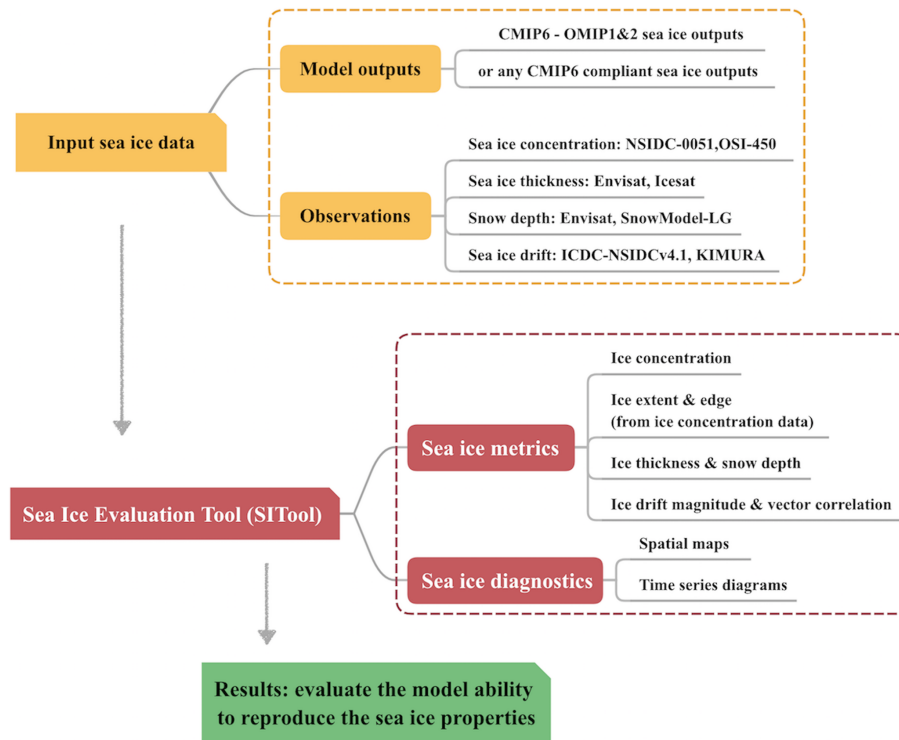 CMIP6 - OMIP1&2 sea ice outputs
Model outputs
or any CMIP6 compliant sea ice outputs
Input sea ice data
Sea ice concentration: NSIDC-0051,OSI-450
Sea ice thickness: Envisat, Icesat
Observations
Snow depth: Envisat, SnowModel-LG
Sea ice drift: ICDC-NSIDCv4.1, KIMURA
Ice concentration
Ice extent & edge
(from ice concentration data)
Sea ice metrics
Ice thickness & snow depth
Ice drift magnitude & vector correlation
Sea Ice Evaluation Tool (SITool)
Spatial maps
Sea ice diagnostics
Time series diagrams
Results: evaluate the model ability
to reproduce the sea ice properties